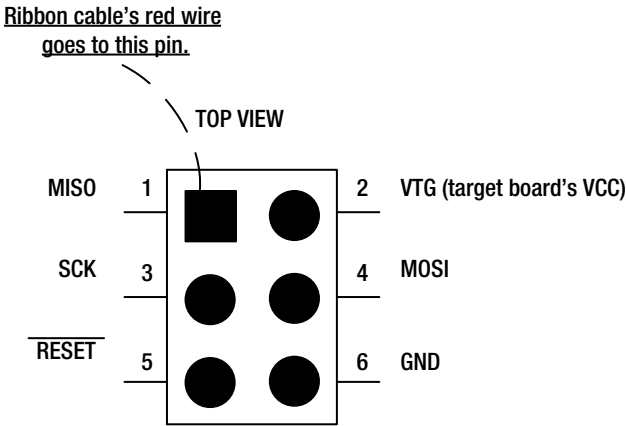 Ribbon cable's red wire
goes to this pin.
TOP VIEW
MISO 1 2 VTG (target board's VCC)
SCK 3 4 MOSI
RESET 5 6 GND